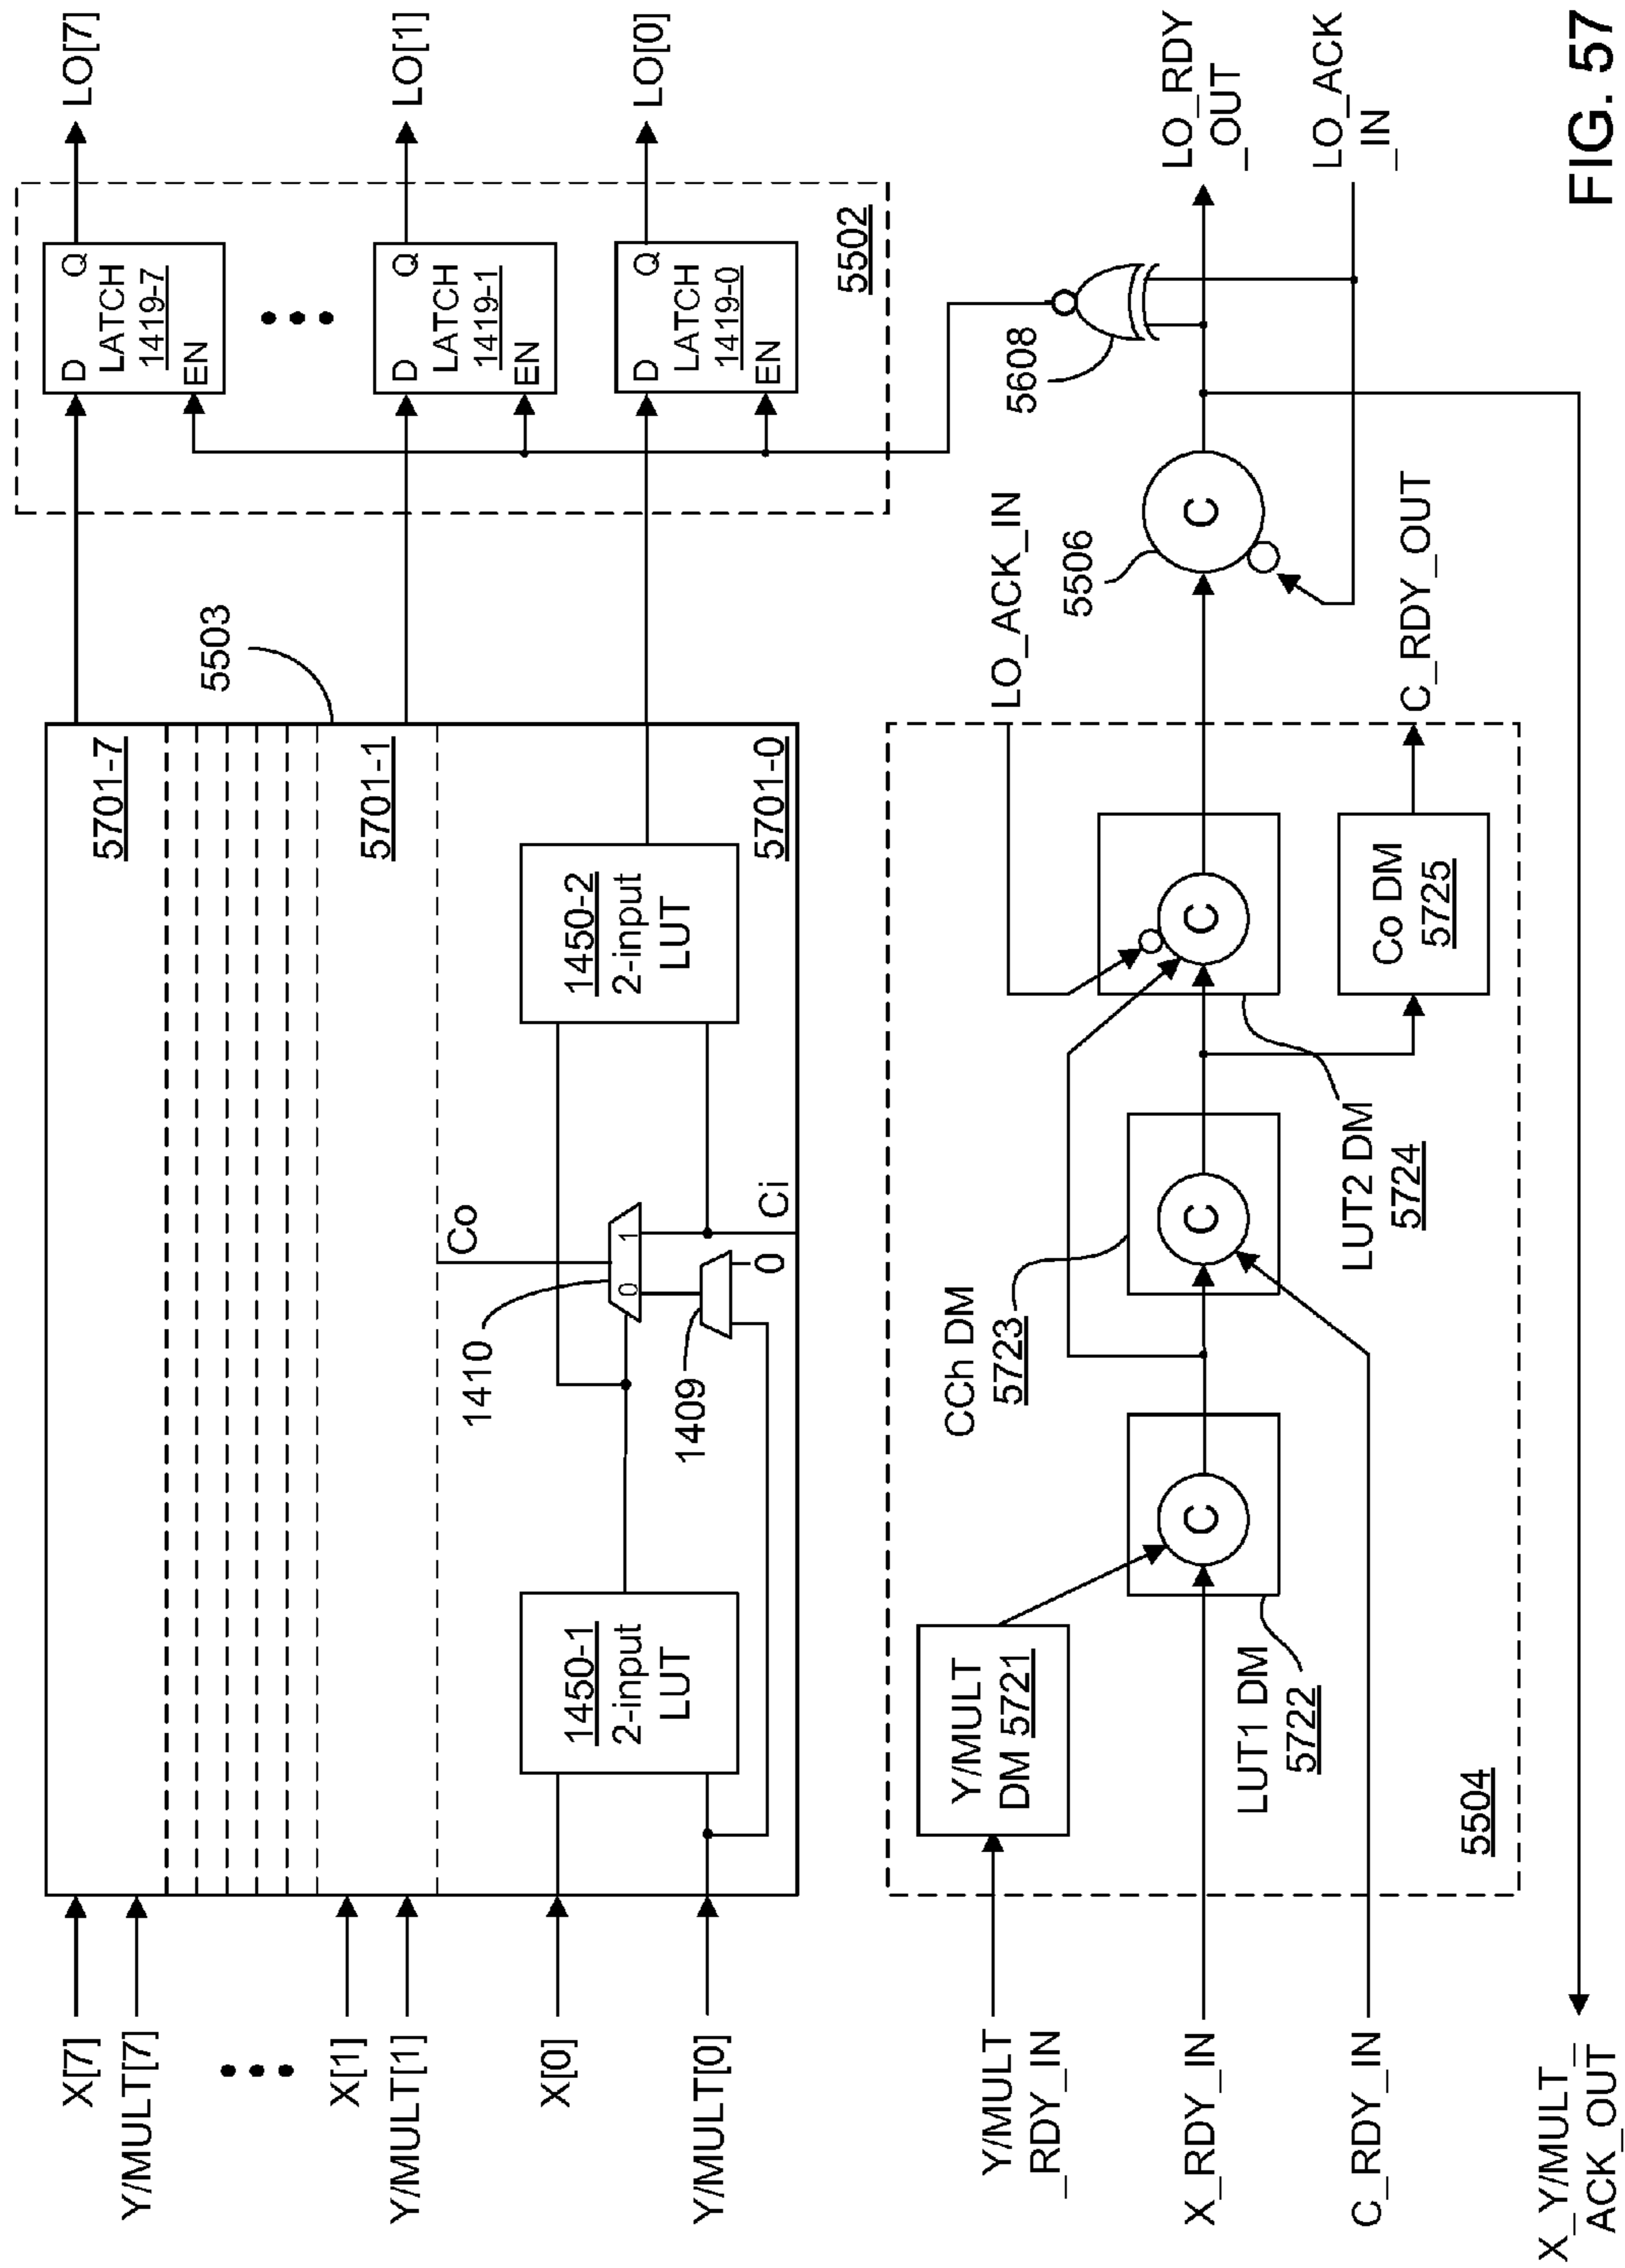 X[7]
Y/MULT[7]
X[1]
Y/MULT[1]
X[0]
Y/MULT[0]
5701-7
5701-1
5701-0
5503
1450-1
2-input
LUT
1450-2
2-input
LUT
1410
1409
Co
Ci
0
1
0
D
Q
LATCH
1419-7
EN
D
Q
LATCH
1419-1
EN
D
Q
LATCH
1419-0
EN
5502
LO[7]
LO[1]
LO[0]
Y/MULT
_RDY_IN
X_RDY_IN
C_RDY_IN
X_Y/MULT_
ACK_OUT
Y/MULT
DM 5721
C
LUT1 DM
5722
CCh DM
5723
C
C
LUT2 DM
5724
Co DM
5725
5504
LO_ACK_IN
C_RDY_OUT
5506
C
5608
LO_RDY
_OUT
LO_ACK
_IN
FIG. 57